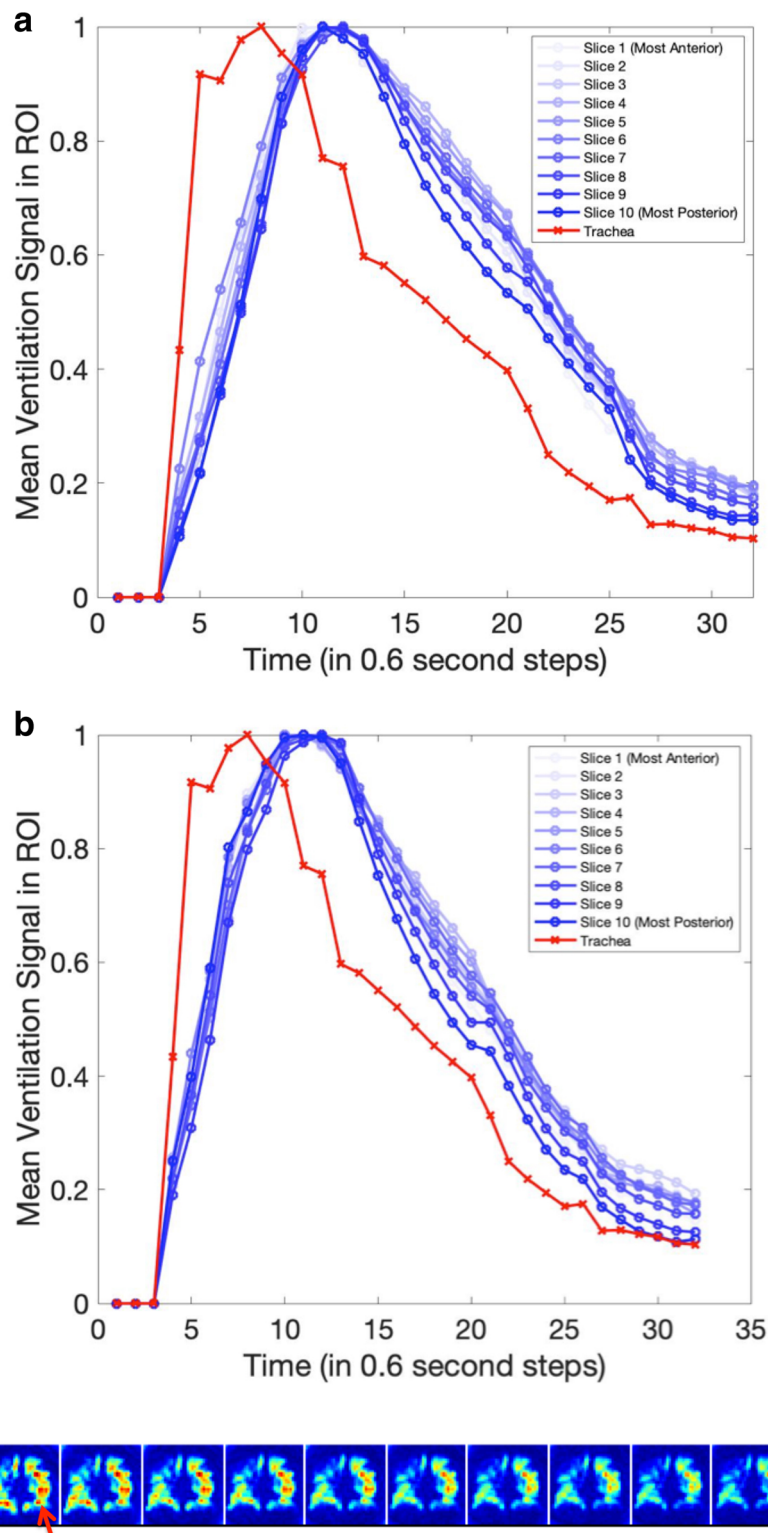 a
Mean Ventilation Signal in ROI
1
0.8
0.6
0.4
0.2
0
Slice 1 (Most Anterior)
Slice 2
Slice 3
Slice 4
Slice 5
Slice 6
Slice 7
Slice 8
Slice 9
Slice 10 (Most Posterior)
Trachea
0 5 10 15 20 25 30
Time (in 0.6 second steps)
b
Mean Ventilation Signal in ROI
1
0.8
0.6
0.4
0.2
0
Slice 1 (Most Anterior)
Slice 2
Slice 3
Slice 4
Slice 5
Slice 6
Slice 7
Slice 8
Slice 9
Slice 10 (Most Posterior)
Trachea
0 5 10 15 20 25 30 35
Time (in 0.6 second steps)